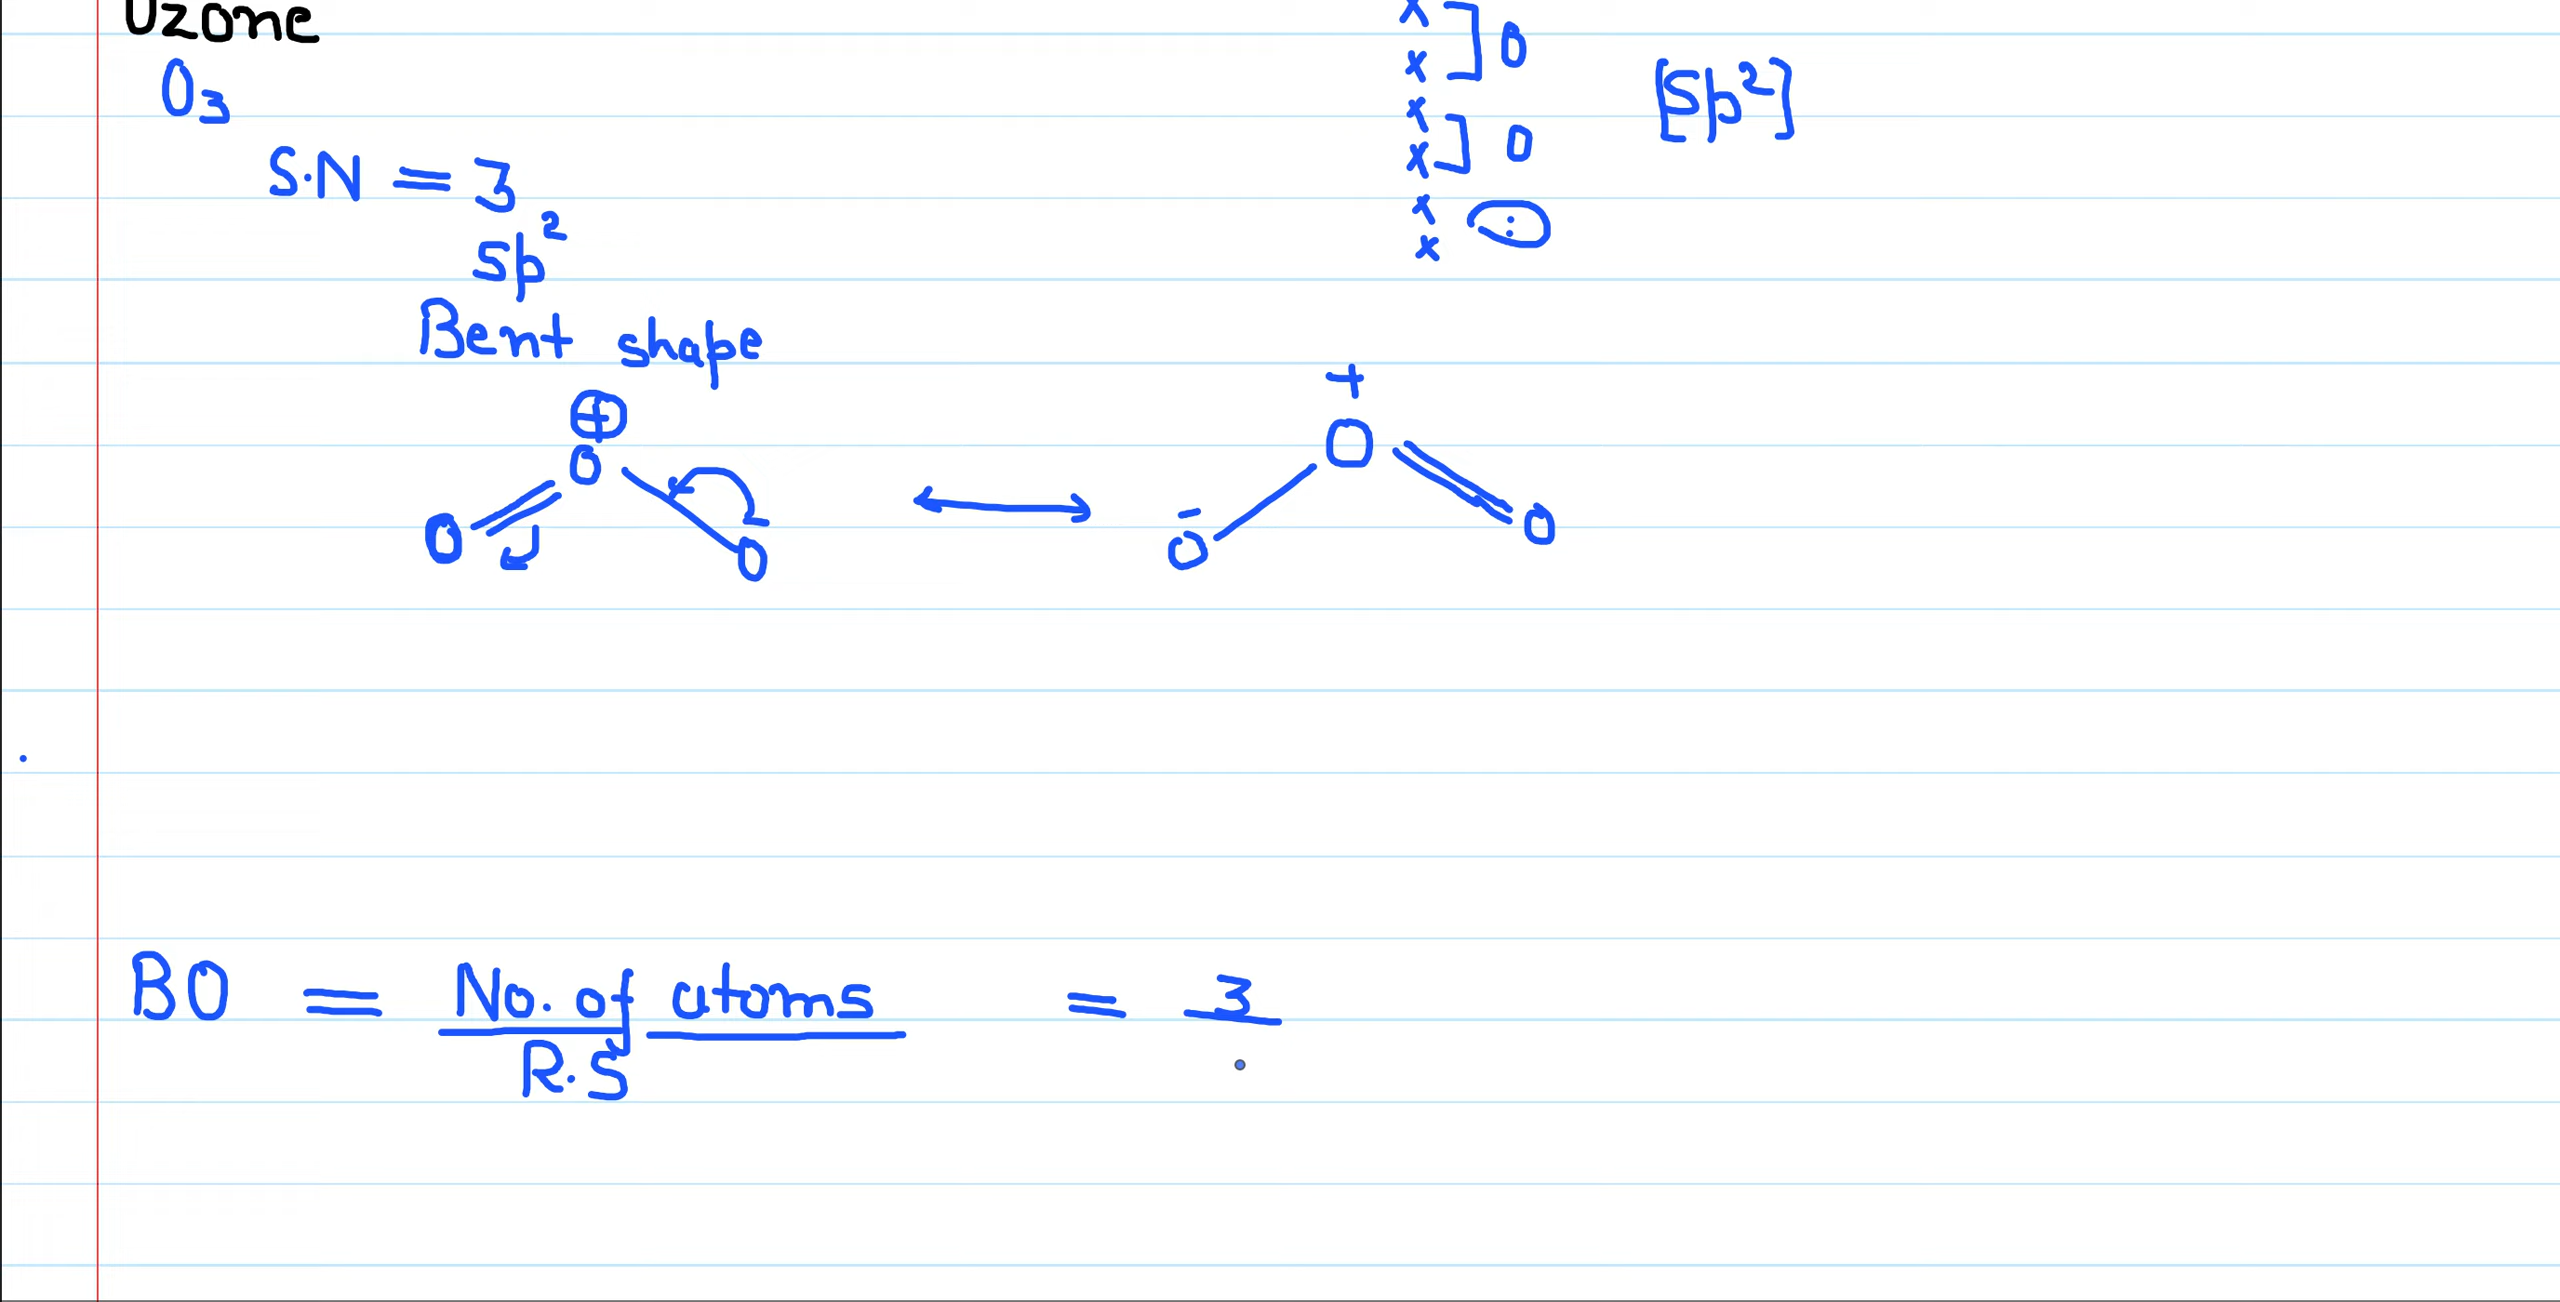 Ozone
O₃
S.N = 3
sp²
Bent shape
x
x ] O
x
x ] O
x
x :
[sp²]
⊕
O
O
-
O
+
O
-
O
O
BO = No. of atoms / R.S = 3